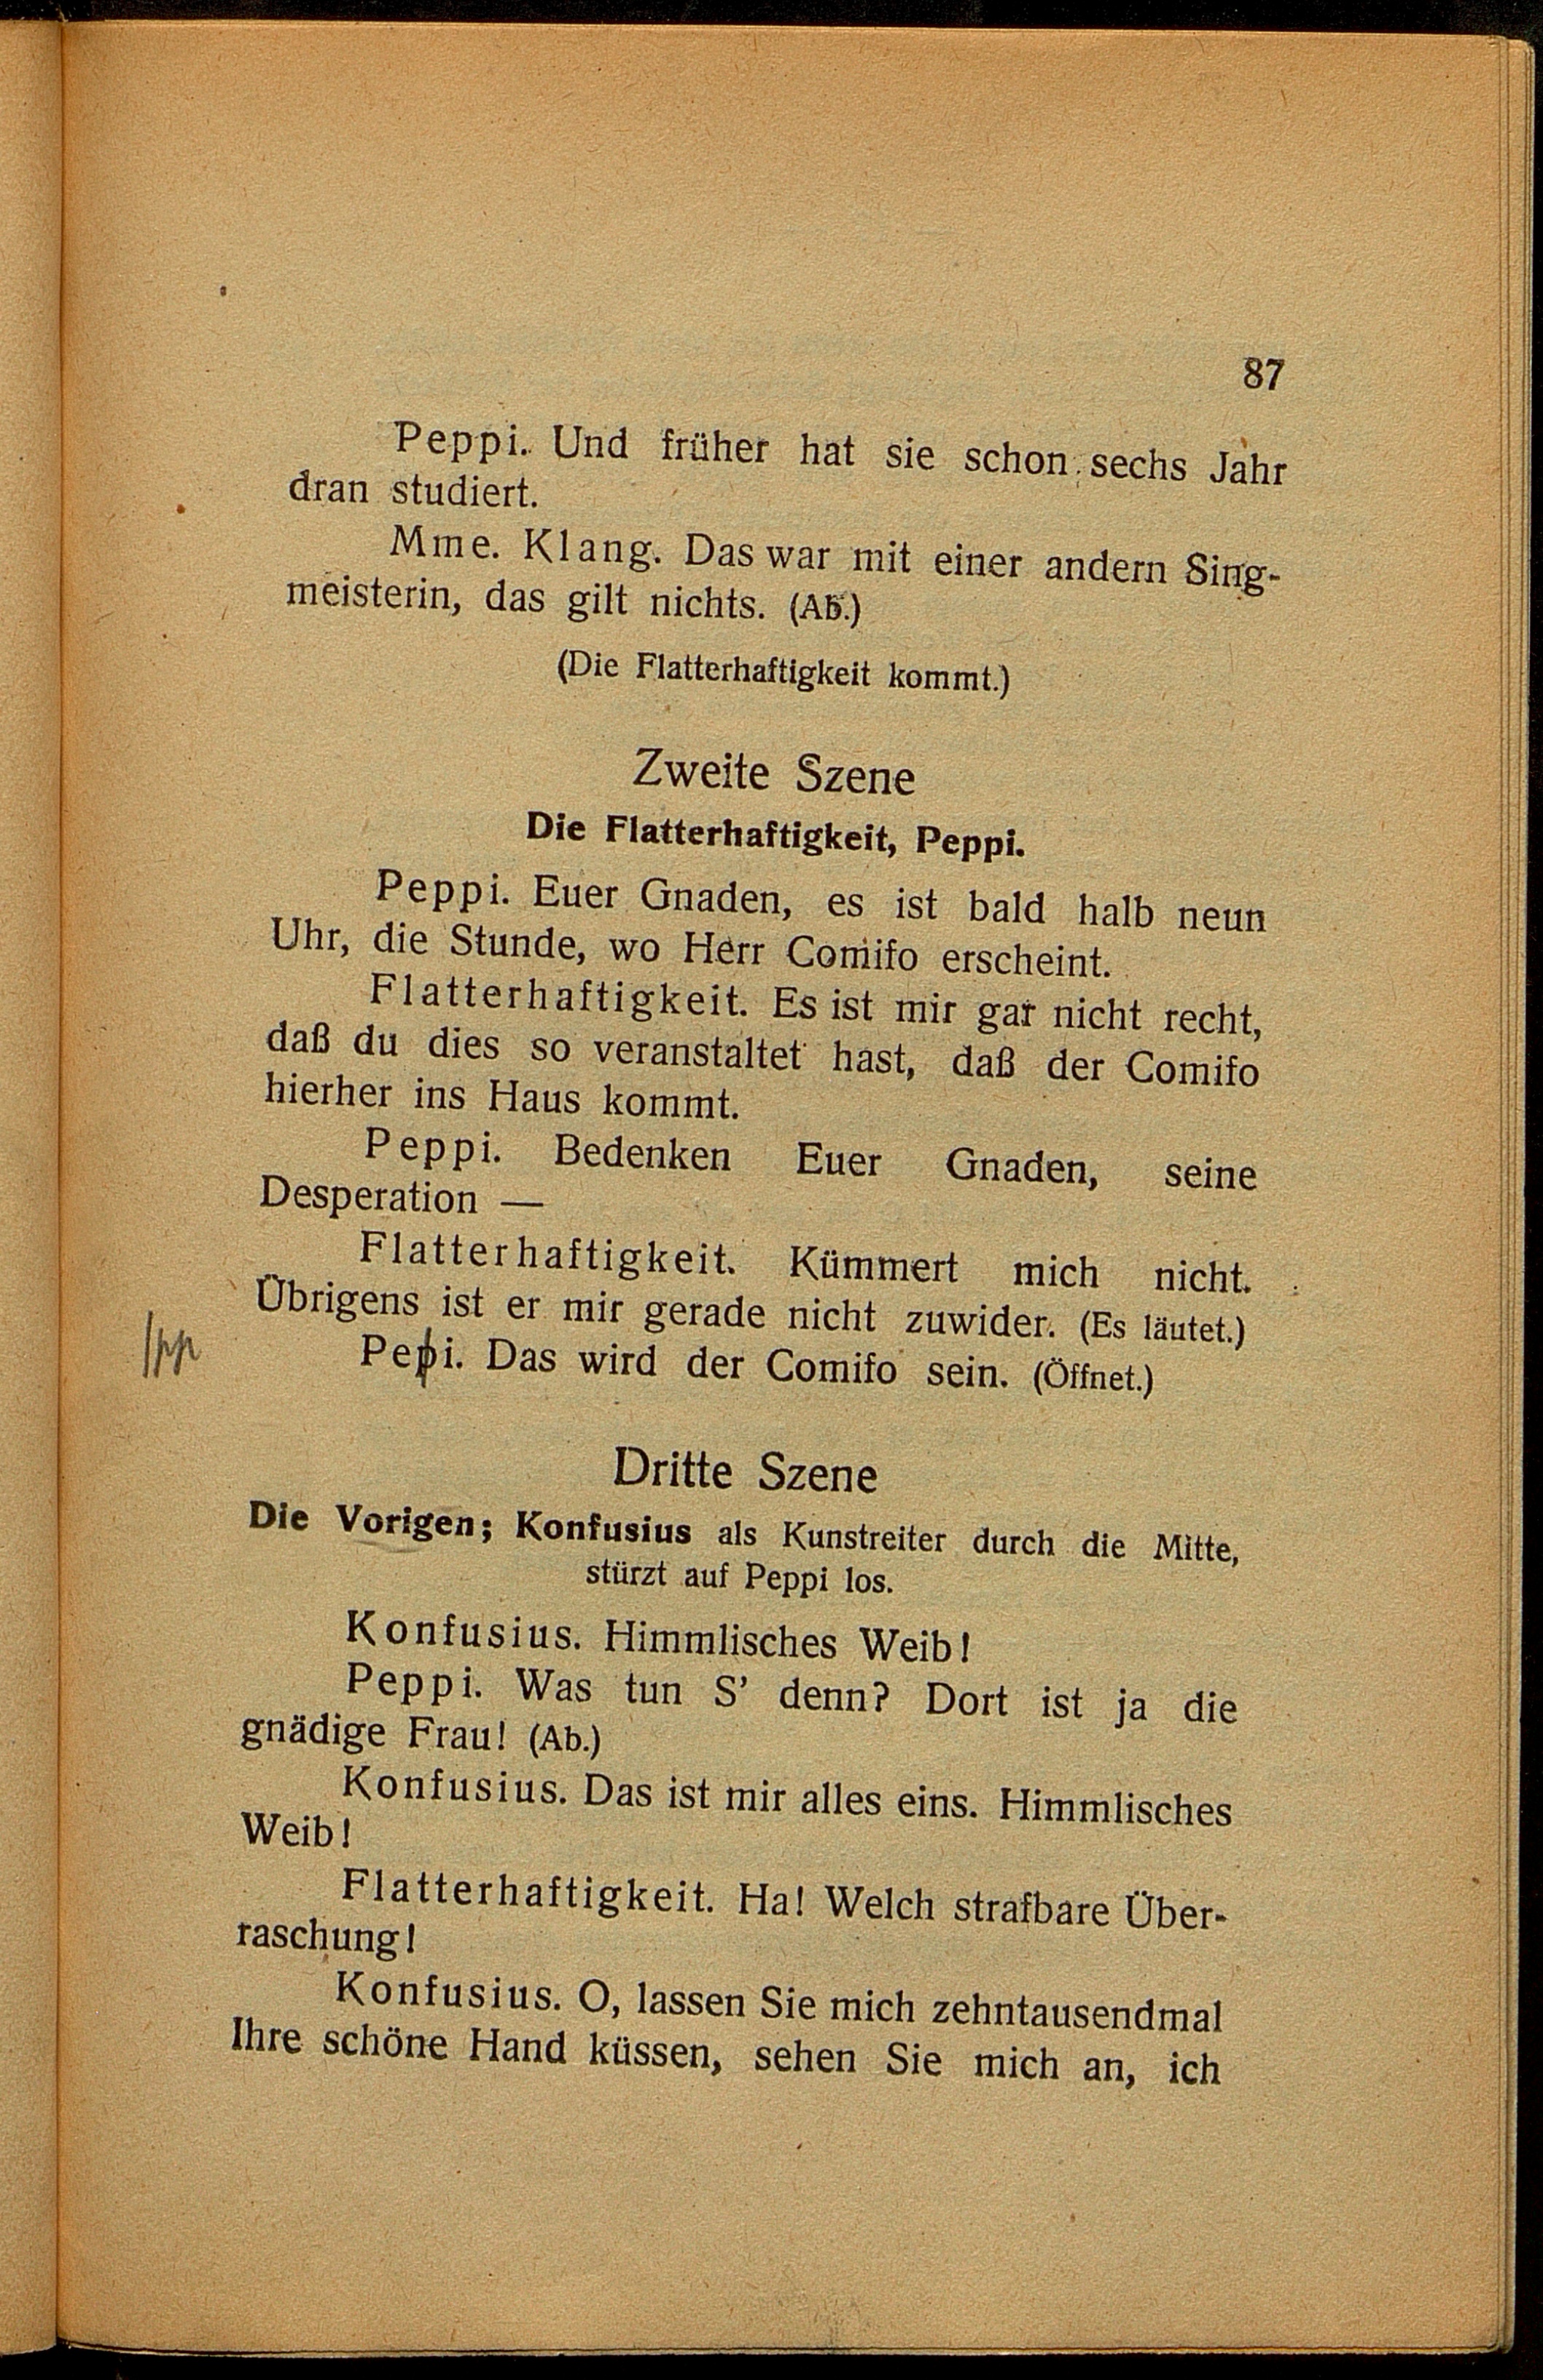 87
Peppi. Und früher hat sie schon sechs Jahr
dran studiert.
Mme. Klang. Das war mit einer andern Sing-
meisterin, das gilt nichts. (Ab.)
(Die Flatterhaftigkeit kommt.)
Zweite Szene
Die Flatterhaftigkeit, Peppi.
Peppi. Euer Gnaden, es ist bald halb neun
Uhr, die Stunde, wo Herr Comifo erscheint.
Flatterhaftigkeit. Es ist mir gar nicht recht,
daß du dies so veranstaltet hast, daß der Comifo
hierher ins Haus kommt.
Peppi. Bedenken Euer Gnaden, seine
Desperation —
Flatterhaftigkeit. Kümmert mich nicht.
Übrigens ist er mir gerade nicht zuwider. (Es läutet.)
|pp
Pepi. Das wird der Comifo sein. (Öffnet.)
Dritte Szene
Die Vorigen; Konfusius als Kunstreiter durch die Mitte,
stürzt auf Peppi los.
Konfusius. Himmlisches Weib!
Peppi. Was tun S' denn? Dort ist ja die
gnädige Frau! (Ab.)
Konfusius. Das ist mir alles eins. Himmlisches
Weib!
Flatterhaftigkeit. Ha! Welch strafbare Über-
raschung!
Konfusius. O, lassen Sie mich zehntausendmal
Ihre schöne Hand küssen, sehen Sie mich an, ich